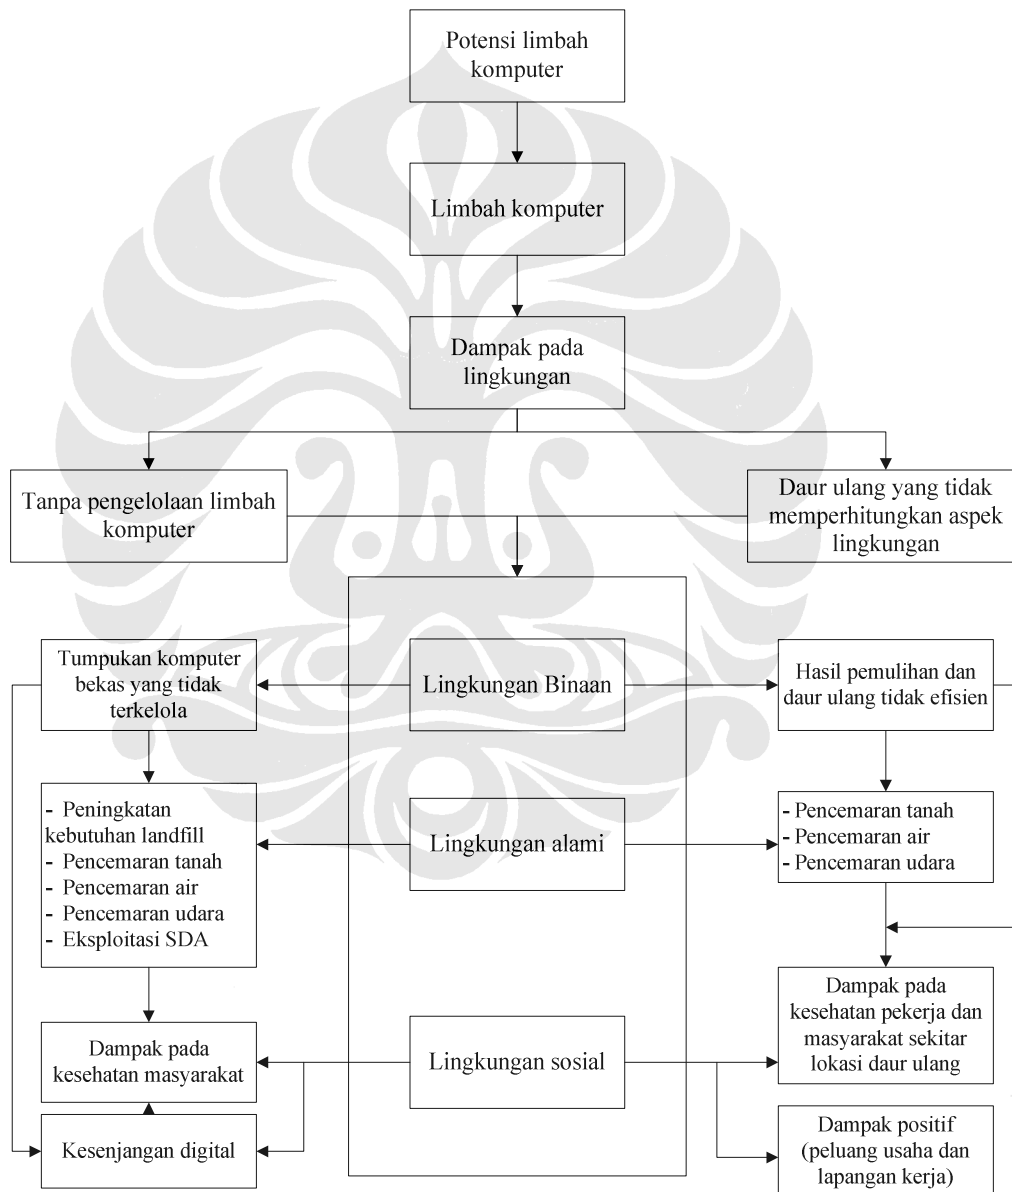 Potensi limbah
komputer
Limbah komputer
Dampak pada
lingkungan
Tanpa pengelolaan limbah
komputer
Daur ulang yang tidak
memperhitungkan aspek
lingkungan
Tumpukan komputer
bekas yang tidak
terkelola
Lingkungan Binaan
Hasil pemulihan dan
daur ulang tidak efisien
- Peningkatan
kebutuhan landfill
- Pencemaran tanah
- Pencemaran air
- Pencemaran udara
- Eksploitasi SDA
Lingkungan alami
- Pencemaran tanah
- Pencemaran air
- Pencemaran udara
Dampak pada
kesehatan masyarakat
Lingkungan sosial
Dampak pada
kesehatan pekerja dan
masyarakat sekitar
lokasi daur ulang
Kesenjangan digital
Dampak positif
(peluang usaha dan
lapangan kerja)